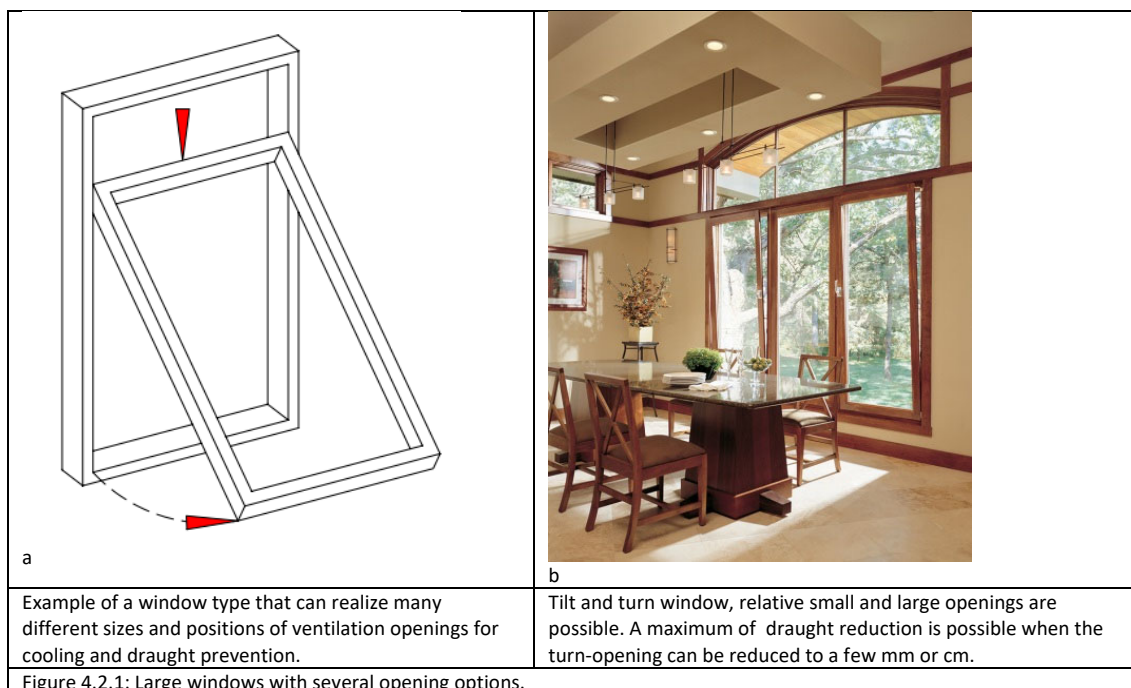 a
b
Example of a window type that can realize many
different sizes and positions of ventilation openings for
cooling and draught prevention.
Tilt and turn window, relative small and large openings are
possible. A maximum of  draught reduction is possible when the
turn-opening can be reduced to a few mm or cm.
Figure 4.2.1: Large windows with several opening options.